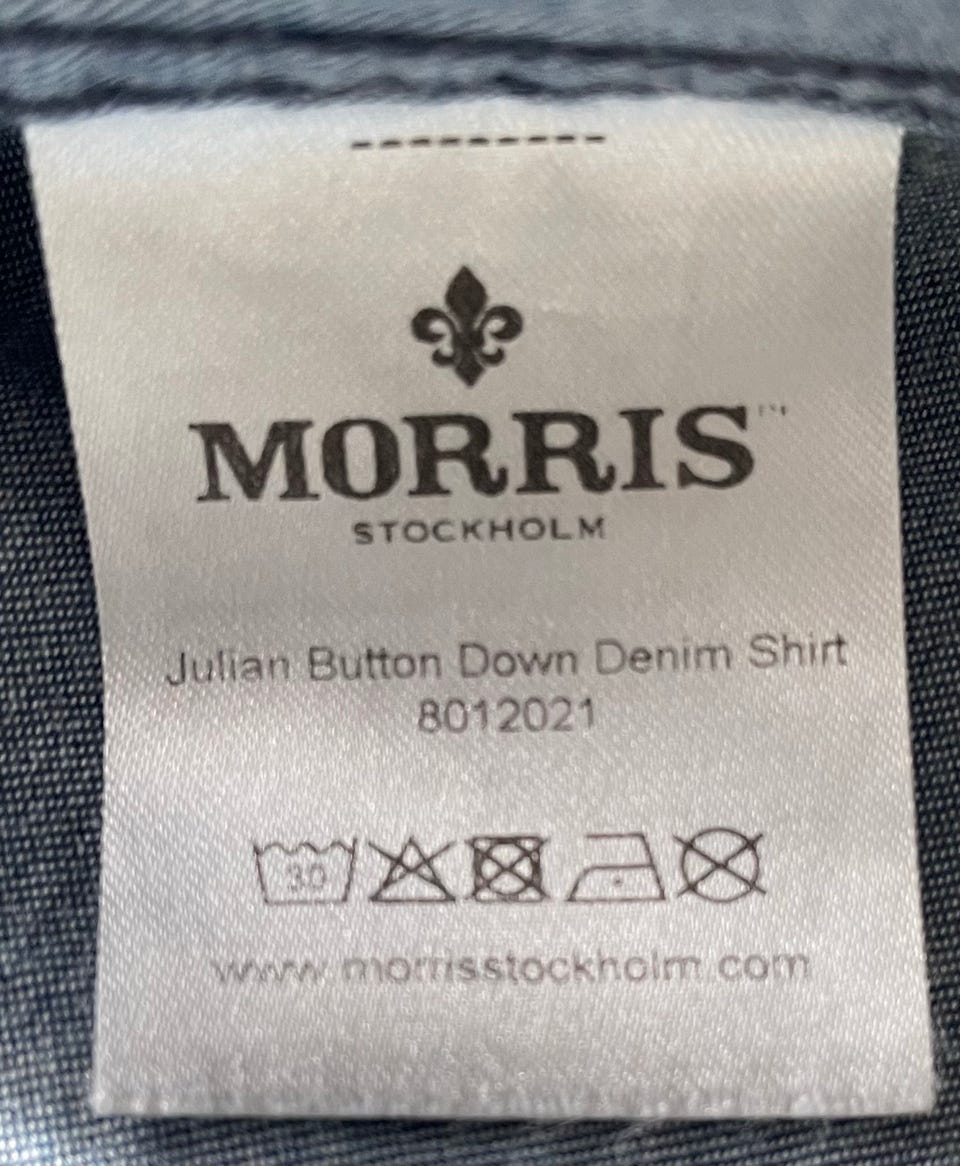 MORRIS™
STOCKHOLM
Julian Button Down Denim Shirt
8012021
30
www.morrisstockholm.com